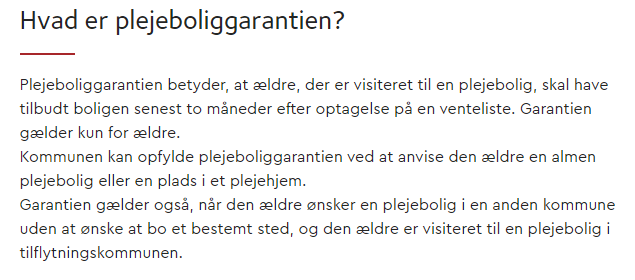 Hvad er plejeboliggarantien?
Plejeboliggarantien betyder, at ældre, der er visiteret til en plejebolig, skal have
tilbudt boligen senest to måneder efter optagelse på en venteliste. Garantien
gælder kun for ældre.
Kommunen kan opfylde plejeboliggarantien ved at anvise den ældre en almen
plejebolig eller en plads i et plejehjem.
Garantien gælder også, når den ældre ønsker en plejebolig i en anden kommune
uden at ønske at bo et bestemt sted, og den ældre er visiteret til en plejebolig i
tilflytningskommunen.